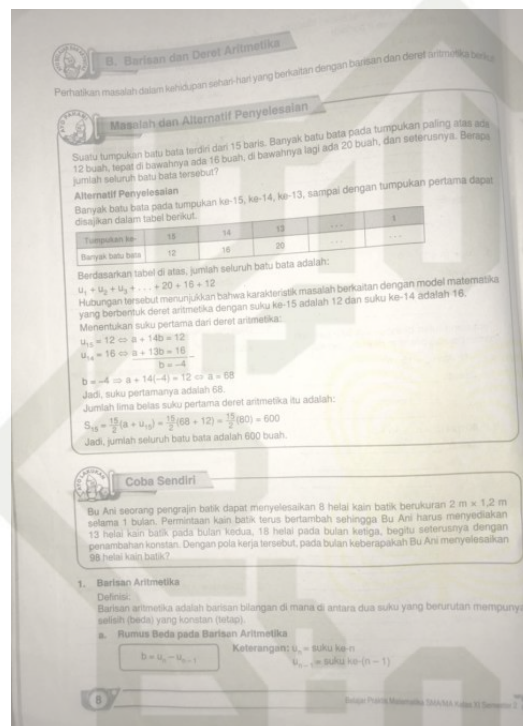 B. Barisan dan Deret Aritmetika
Perhatikan masalah dalam kehidupan sehari-hari yang berkaitan dengan barisan dan deret aritmetika berikut.
Masalah dan Alternatif Penyelesaian
Suatu tumpukan batu bata terdiri dari 15 baris. Banyak batu bata pada tumpukan paling atas ada
12 buah, tepat di bawahnya ada 16 buah, di bawahnya lagi ada 20 buah, dan seterusnya. Berapa
jumlah seluruh batu bata tersebut?
Alternatif Penyelesaian
Banyak batu bata pada tumpukan ke-15, ke-14, ke-13, sampai dengan tumpukan pertama dapat
disajikan dalam tabel berikut.
Tumpukan ke- 15 14 13 ... 1
Banyak batu bata 12 16 20 ... ...
Berdasarkan tabel di atas, jumlah seluruh batu bata adalah:
u₁ + u₂ + u₃ + . . . + 20 + 16 + 12
Hubungan tersebut menunjukkan bahwa karakteristik masalah berkaitan dengan model matematika
yang berbentuk deret aritmetika dengan suku ke-15 adalah 12 dan suku ke-14 adalah 16.
Menentukan suku pertama dari deret aritmetika:
u₁₅ = 12 ⇔ a + 14b = 12
u₁₄ = 16 ⇔ a + 13b = 16 −
b = −4
b = −4 ⇒ a + 14(−4) = 12 ⇔ a = 68
Jadi, suku pertamanya adalah 68.
Jumlah lima belas suku pertama deret aritmetika itu adalah:
S₁₅ = 15/2(a + u₁₅) = 15/2(68 + 12) = 15/2(80) = 600
Jadi, jumlah seluruh batu bata adalah 600 buah.
Coba Sendiri
Bu Ani seorang pengrajin batik dapat menyelesaikan 8 helai kain batik berukuran 2 m × 1,2 m
selama 1 bulan. Permintaan kain batik terus bertambah sehingga Bu Ani harus menyediakan
13 helai kain batik pada bulan kedua, 18 helai pada bulan ketiga, begitu seterusnya dengan
penambahan konstan. Dengan pola kerja tersebut, pada bulan keberapakah Bu Ani menyelesaikan
98 helai kain batik?
1. Barisan Aritmetika
Definisi:
Barisan aritmetika adalah barisan bilangan di mana di antara dua suku yang berurutan mempunya
selisih (beda) yang konstan (tetap).
a. Rumus Beda pada Barisan Aritmetika
b = uₙ − uₙ₋₁
Keterangan: uₙ = suku ke-n
uₙ₋₁ = suku ke-(n − 1)
8
Belajar Praktis Matematika SMA/MA Kelas XI Semester 2